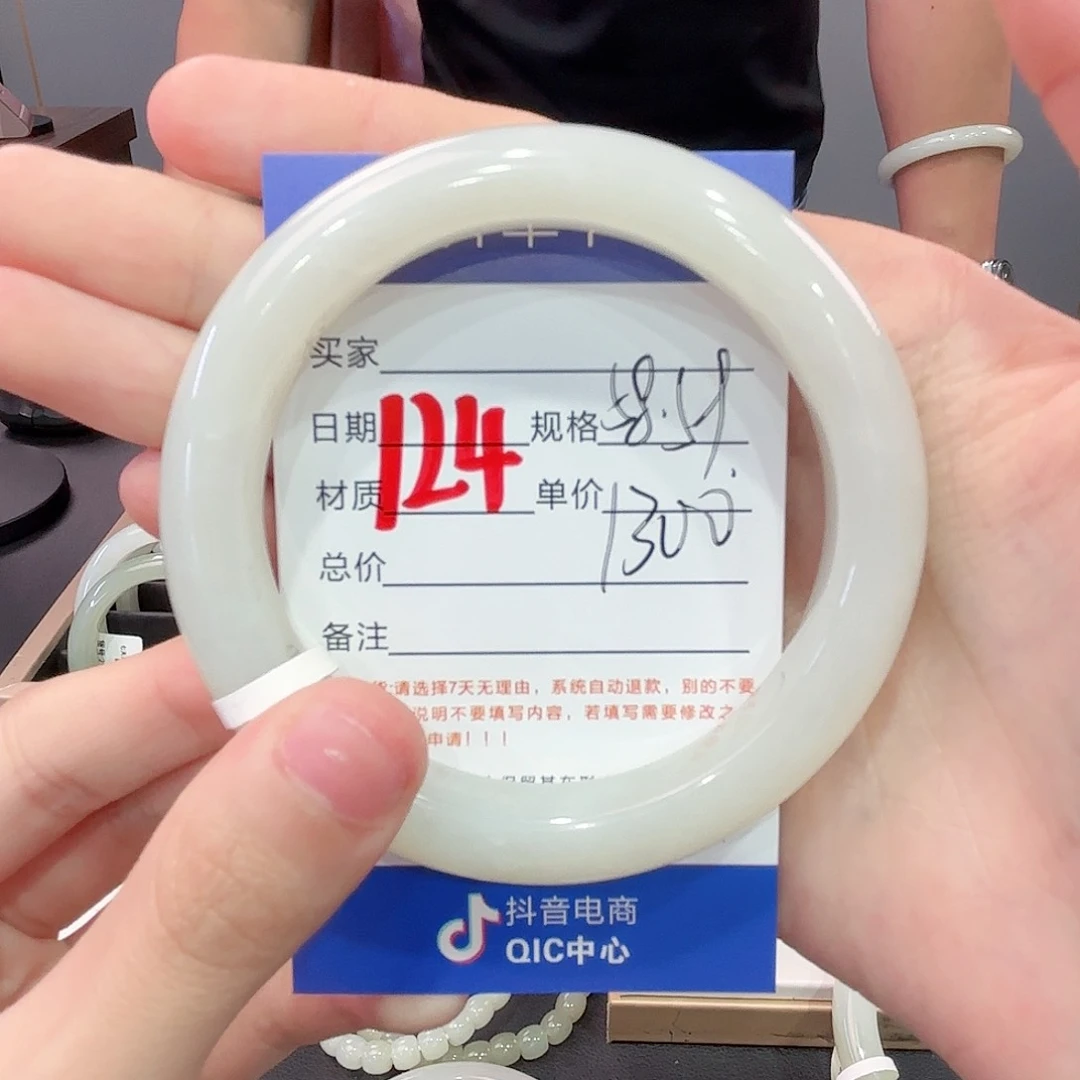 买家
日期 124 规格 58.54
材质 单价 1300
总价
备注
货:请选择7天无理由，系统自动退款，别的不要
说明不要填写内容，若填写需要修改之
申请！！！
抖音电商
QIC中心